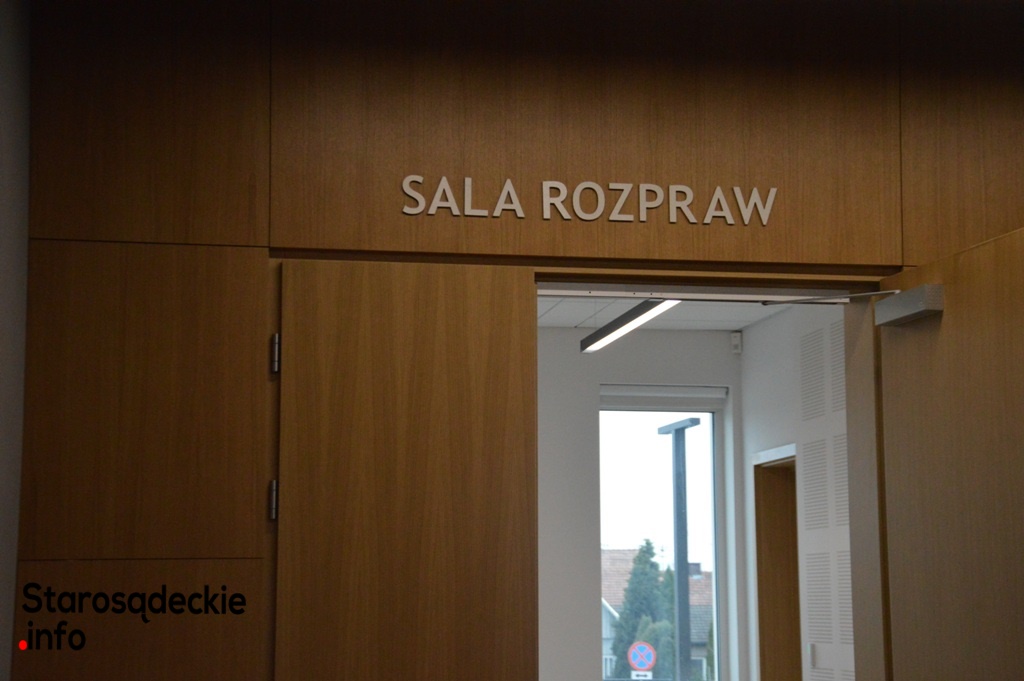 SALA ROZPRAW
Starosądeckie
.info